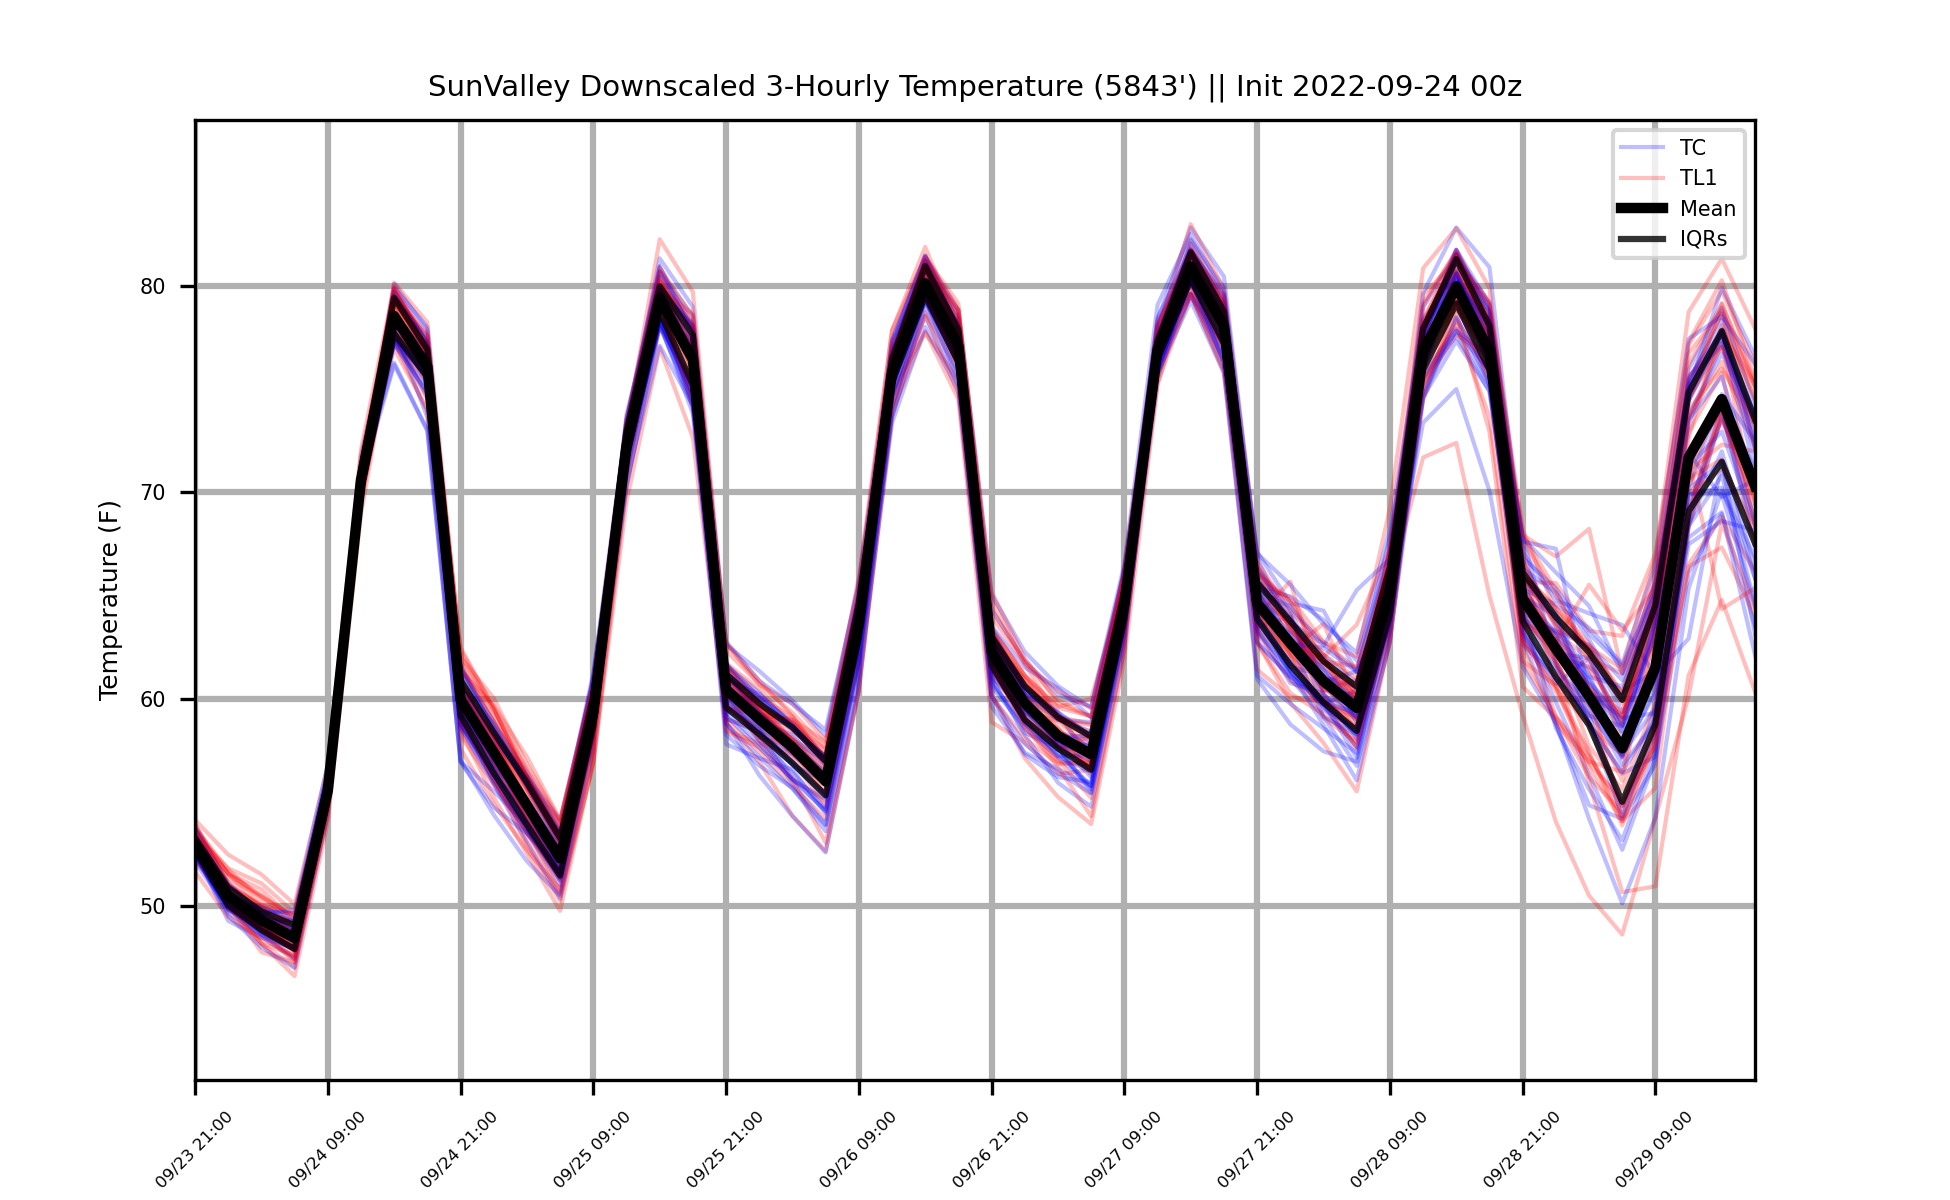 SunValley Downscaled 3-Hourly Temperature (5843') || Init 2022-09-24 00z
TC
TL1
Mean
IQRs
Temperature (F)
80
70
60
50
09/23 21:00
09/24 09:00
09/24 21:00
09/25 09:00
09/25 21:00
09/26 09:00
09/26 21:00
09/27 09:00
09/27 21:00
09/28 09:00
09/28 21:00
09/29 09:00